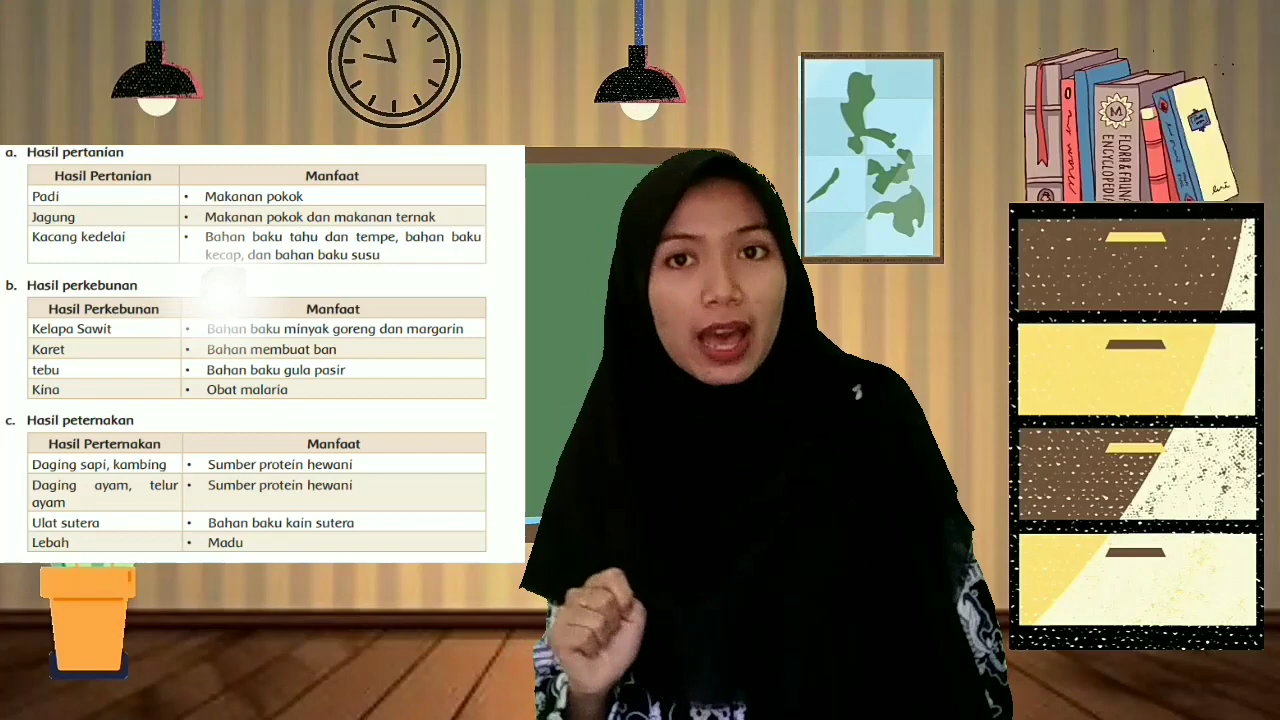 a. Hasil pertanian
Hasil Pertanian Manfaat
Padi • Makanan pokok
Jagung • Makanan pokok dan makanan ternak
Kacang kedelai • Bahan baku tahu dan tempe, bahan baku
kecap, dan bahan baku susu
b. Hasil perkebunan
Hasil Perkebunan Manfaat
Kelapa Sawit • Bahan baku minyak goreng dan margarin
Karet • Bahan membuat ban
tebu • Bahan baku gula pasir
Kina • Obat malaria
c. Hasil peternakan
Hasil Perternakan Manfaat
Daging sapi, kambing • Sumber protein hewani
Daging ayam, telur • Sumber protein hewani
ayam
Ulat sutera • Bahan baku kain sutera
Lebah • Madu
M
FLORA & FAUNA
ENCYCLOPEDIA